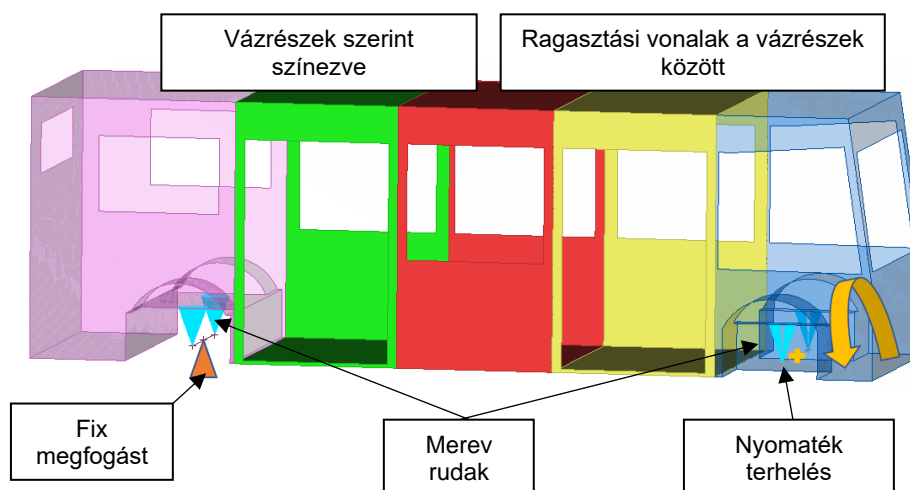 Vázrészek szerint
színezve
Ragasztási vonalak a vázrészek
között
Fix
megfogást
Merev
rudak
Nyomaték
terhelés